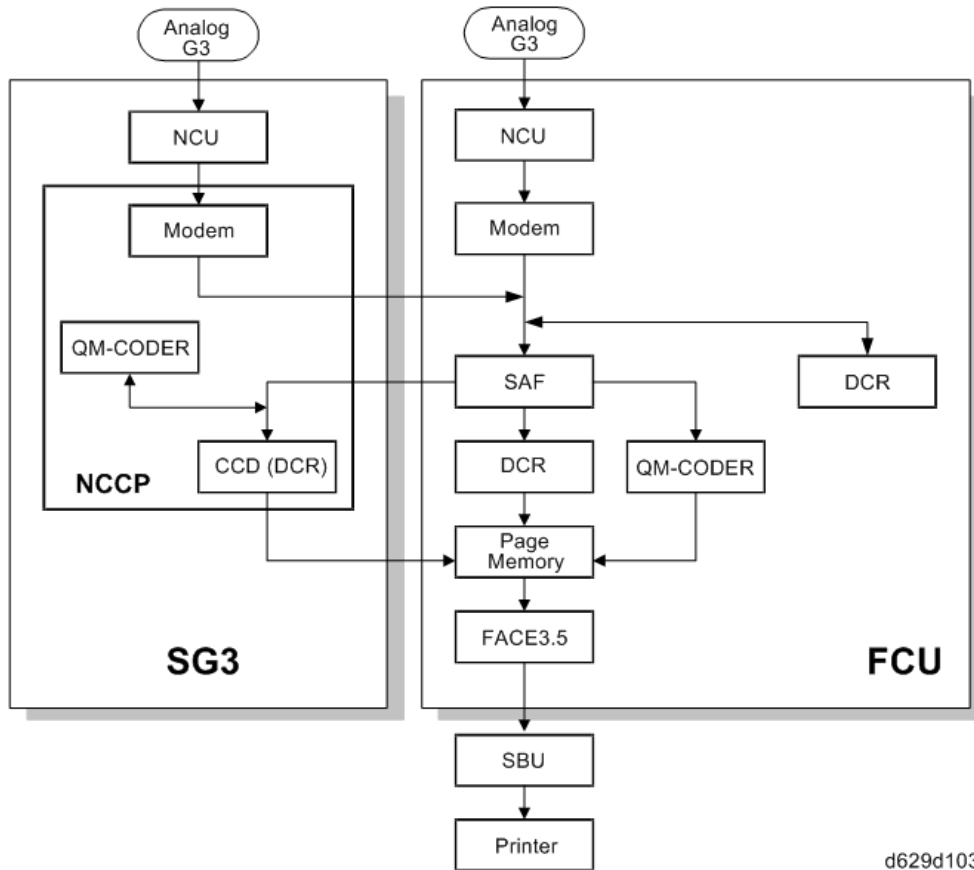 Analog
G3
Analog
G3
NCU
NCU
Modem
Modem
QM-CODER
SAF
DCR
CCD (DCR)
DCR
QM-CODER
NCCP
Page
Memory
FACE3.5
SG3
FCU
SBU
Printer
d629d103